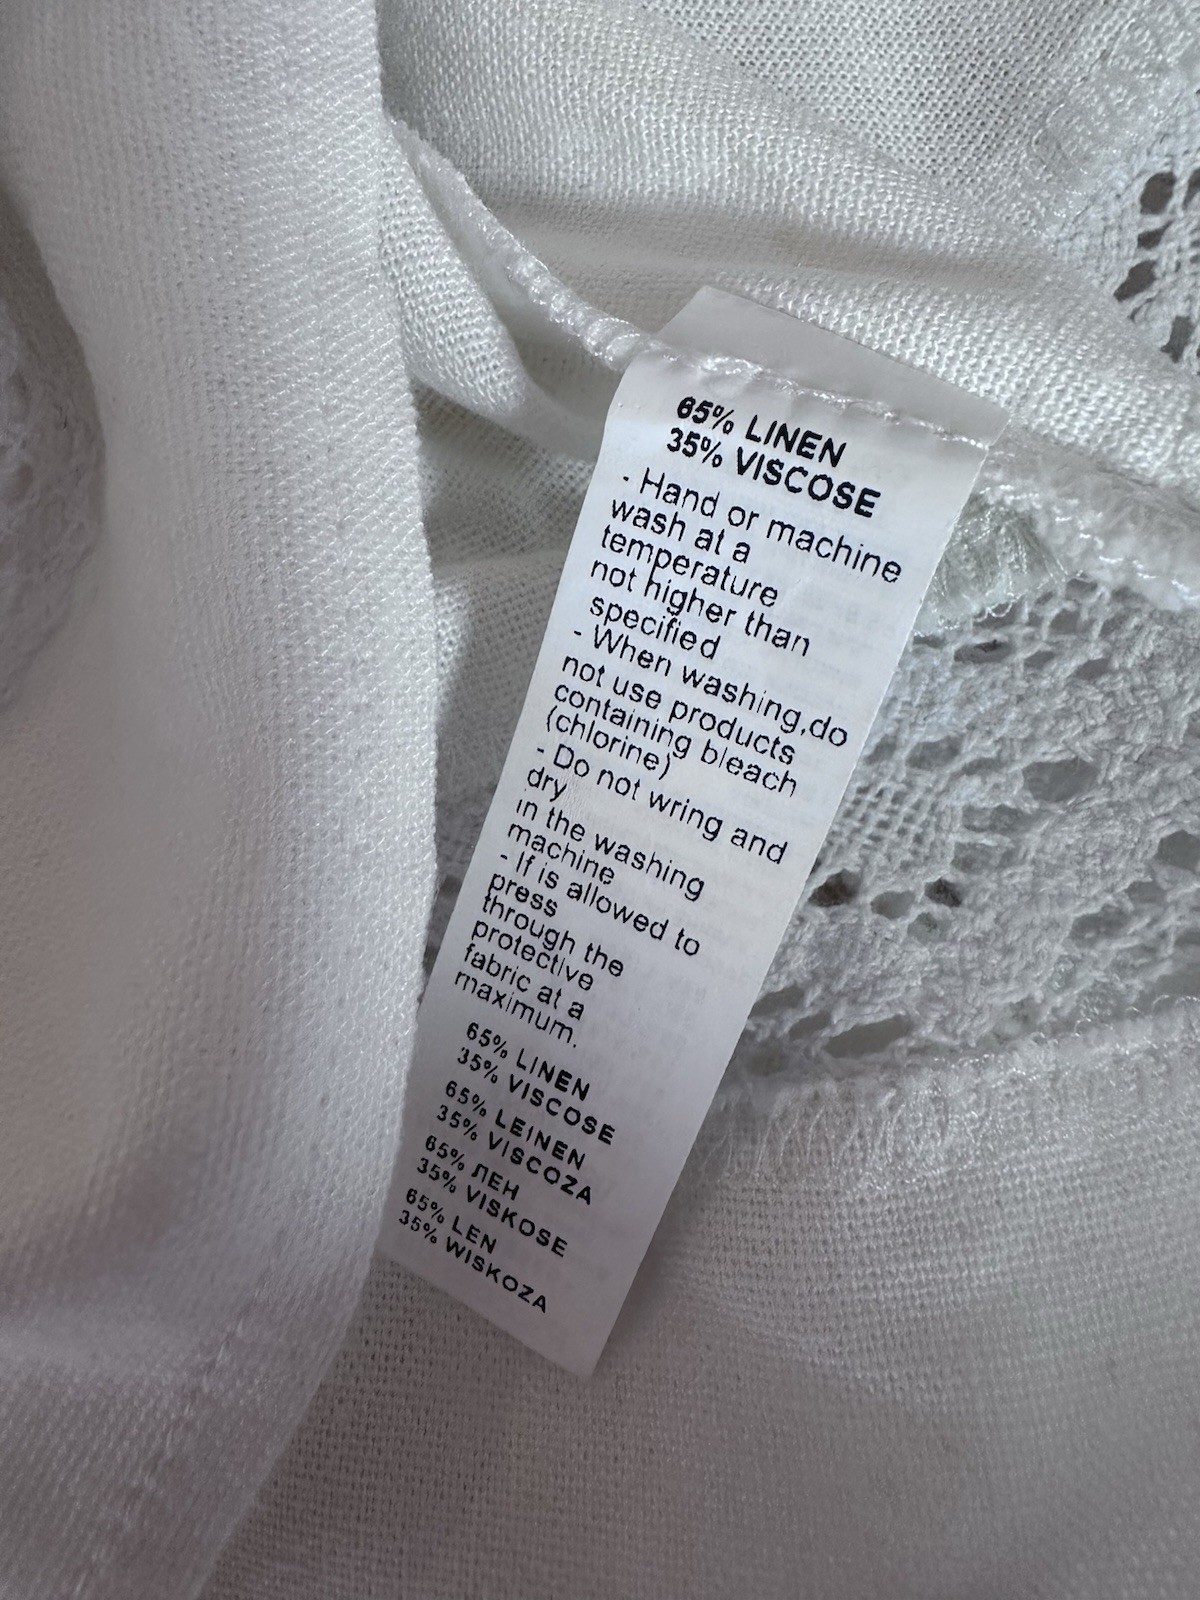 65% LINEN
35% VISCOSE
- Hand or machine
wash at a
temperature
not higher than
specified
- When washing,do
not use products
containing bleach
(chlorine)
- Do not wring and
dry
in the washing
machine
- If is allowed to
press
through the
protective
fabric at a
maximum.
65% LINEN
35% VISCOSE
65% LEINEN
35% VISCOZA
65% ЛЕН
35% VISKOSE
65% LEN
35% WISKOZA